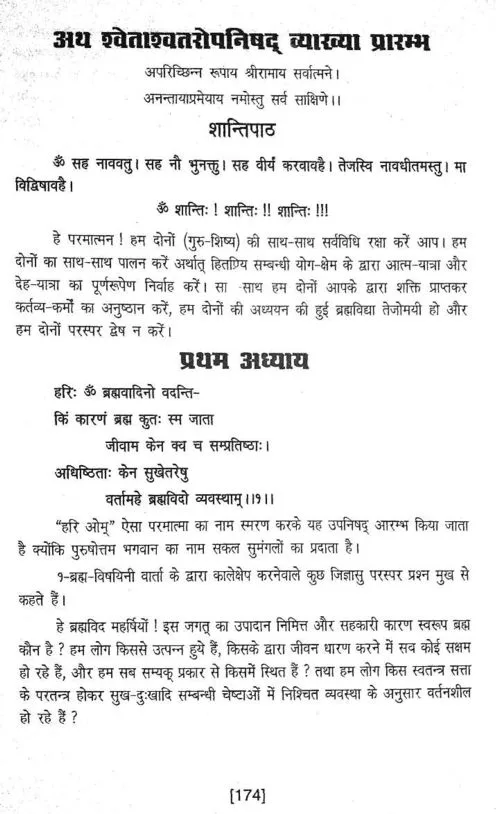 अथ श्वेताश्वतरोपनिषद् व्याख्या प्रारम्भ
अपरिच्छिन्न रूपाय श्रीरामाय सर्वात्मने।
अनन्तायाप्रमेयाय नमोस्तु सर्व साक्षिणे।।
शान्तिपाठ
ॐ सह नाववतु। सह नौ भुनक्तु। सह वीर्यं करवावहै। तेजस्वि नावधीतमस्तु। मा
विद्विषावहै।
ॐ शान्तिः ! शान्तिः !! शान्तिः !!!
हे परमात्मन ! हम दोनों (गुरु-शिष्य) की साथ-साथ सर्वविधि रक्षा करें आप। हम
दोनों का साथ-साथ पालन करें अर्थात् हितप्रिय सम्बन्धी योग-क्षेम के द्वारा आत्म-यात्रा और
देह-यात्रा का पूर्णरूपेण निर्वाह करें। सा -साथ हम दोनों आपके द्वारा शक्ति प्राप्तकर
कर्तव्य-कर्मों का अनुष्ठान करें, हम दोनों की अध्ययन की हुई ब्रह्मविद्या तेजोमयी हो और
हम दोनों परस्पर द्वेष न करें।
प्रथम अध्याय
हरिः ॐ ब्रह्मवादिनो वदन्ति-
किं कारणं ब्रह्म कुतः स्म जाता
जीवाम केन क्व च सम्प्रतिष्ठाः।
अधिष्ठिताः केन सुखेतरेषु
वर्तामहे ब्रह्मविदो व्यवस्थाम्।।१।।
"हरि ओम्" ऐसा परमात्मा का नाम स्मरण करके यह उपनिषद् आरम्भ किया जाता
है क्योंकि पुरुषोत्तम भगवान का नाम सकल सुमंगलों का प्रदाता है।
१-ब्रह्म-विषयिनी वार्ता के द्वारा कालेक्षेप करनेवाले कुछ जिज्ञासु परस्पर प्रश्न मुख से
कहते हैं।
हे ब्रह्मविद महर्षियों ! इस जगत् का उपादान निमित्त और सहकारी कारण स्वरूप ब्रह्म
कौन है ? हम लोग किससे उत्पन्न हुये हैं, किसके द्वारा जीवन धारण करने में सब कोई सक्षम
हो रहे हैं, और हम सब सम्यक् प्रकार से किसमें स्थित हैं ? तथा हम लोग किस स्वतन्त्र सत्ता
के परतन्त्र होकर सुख-दुःखादि सम्बन्धी चेष्टाओं में निश्चित व्यवस्था के अनुसार वर्तनशील
हो रहे हैं ?
[174]